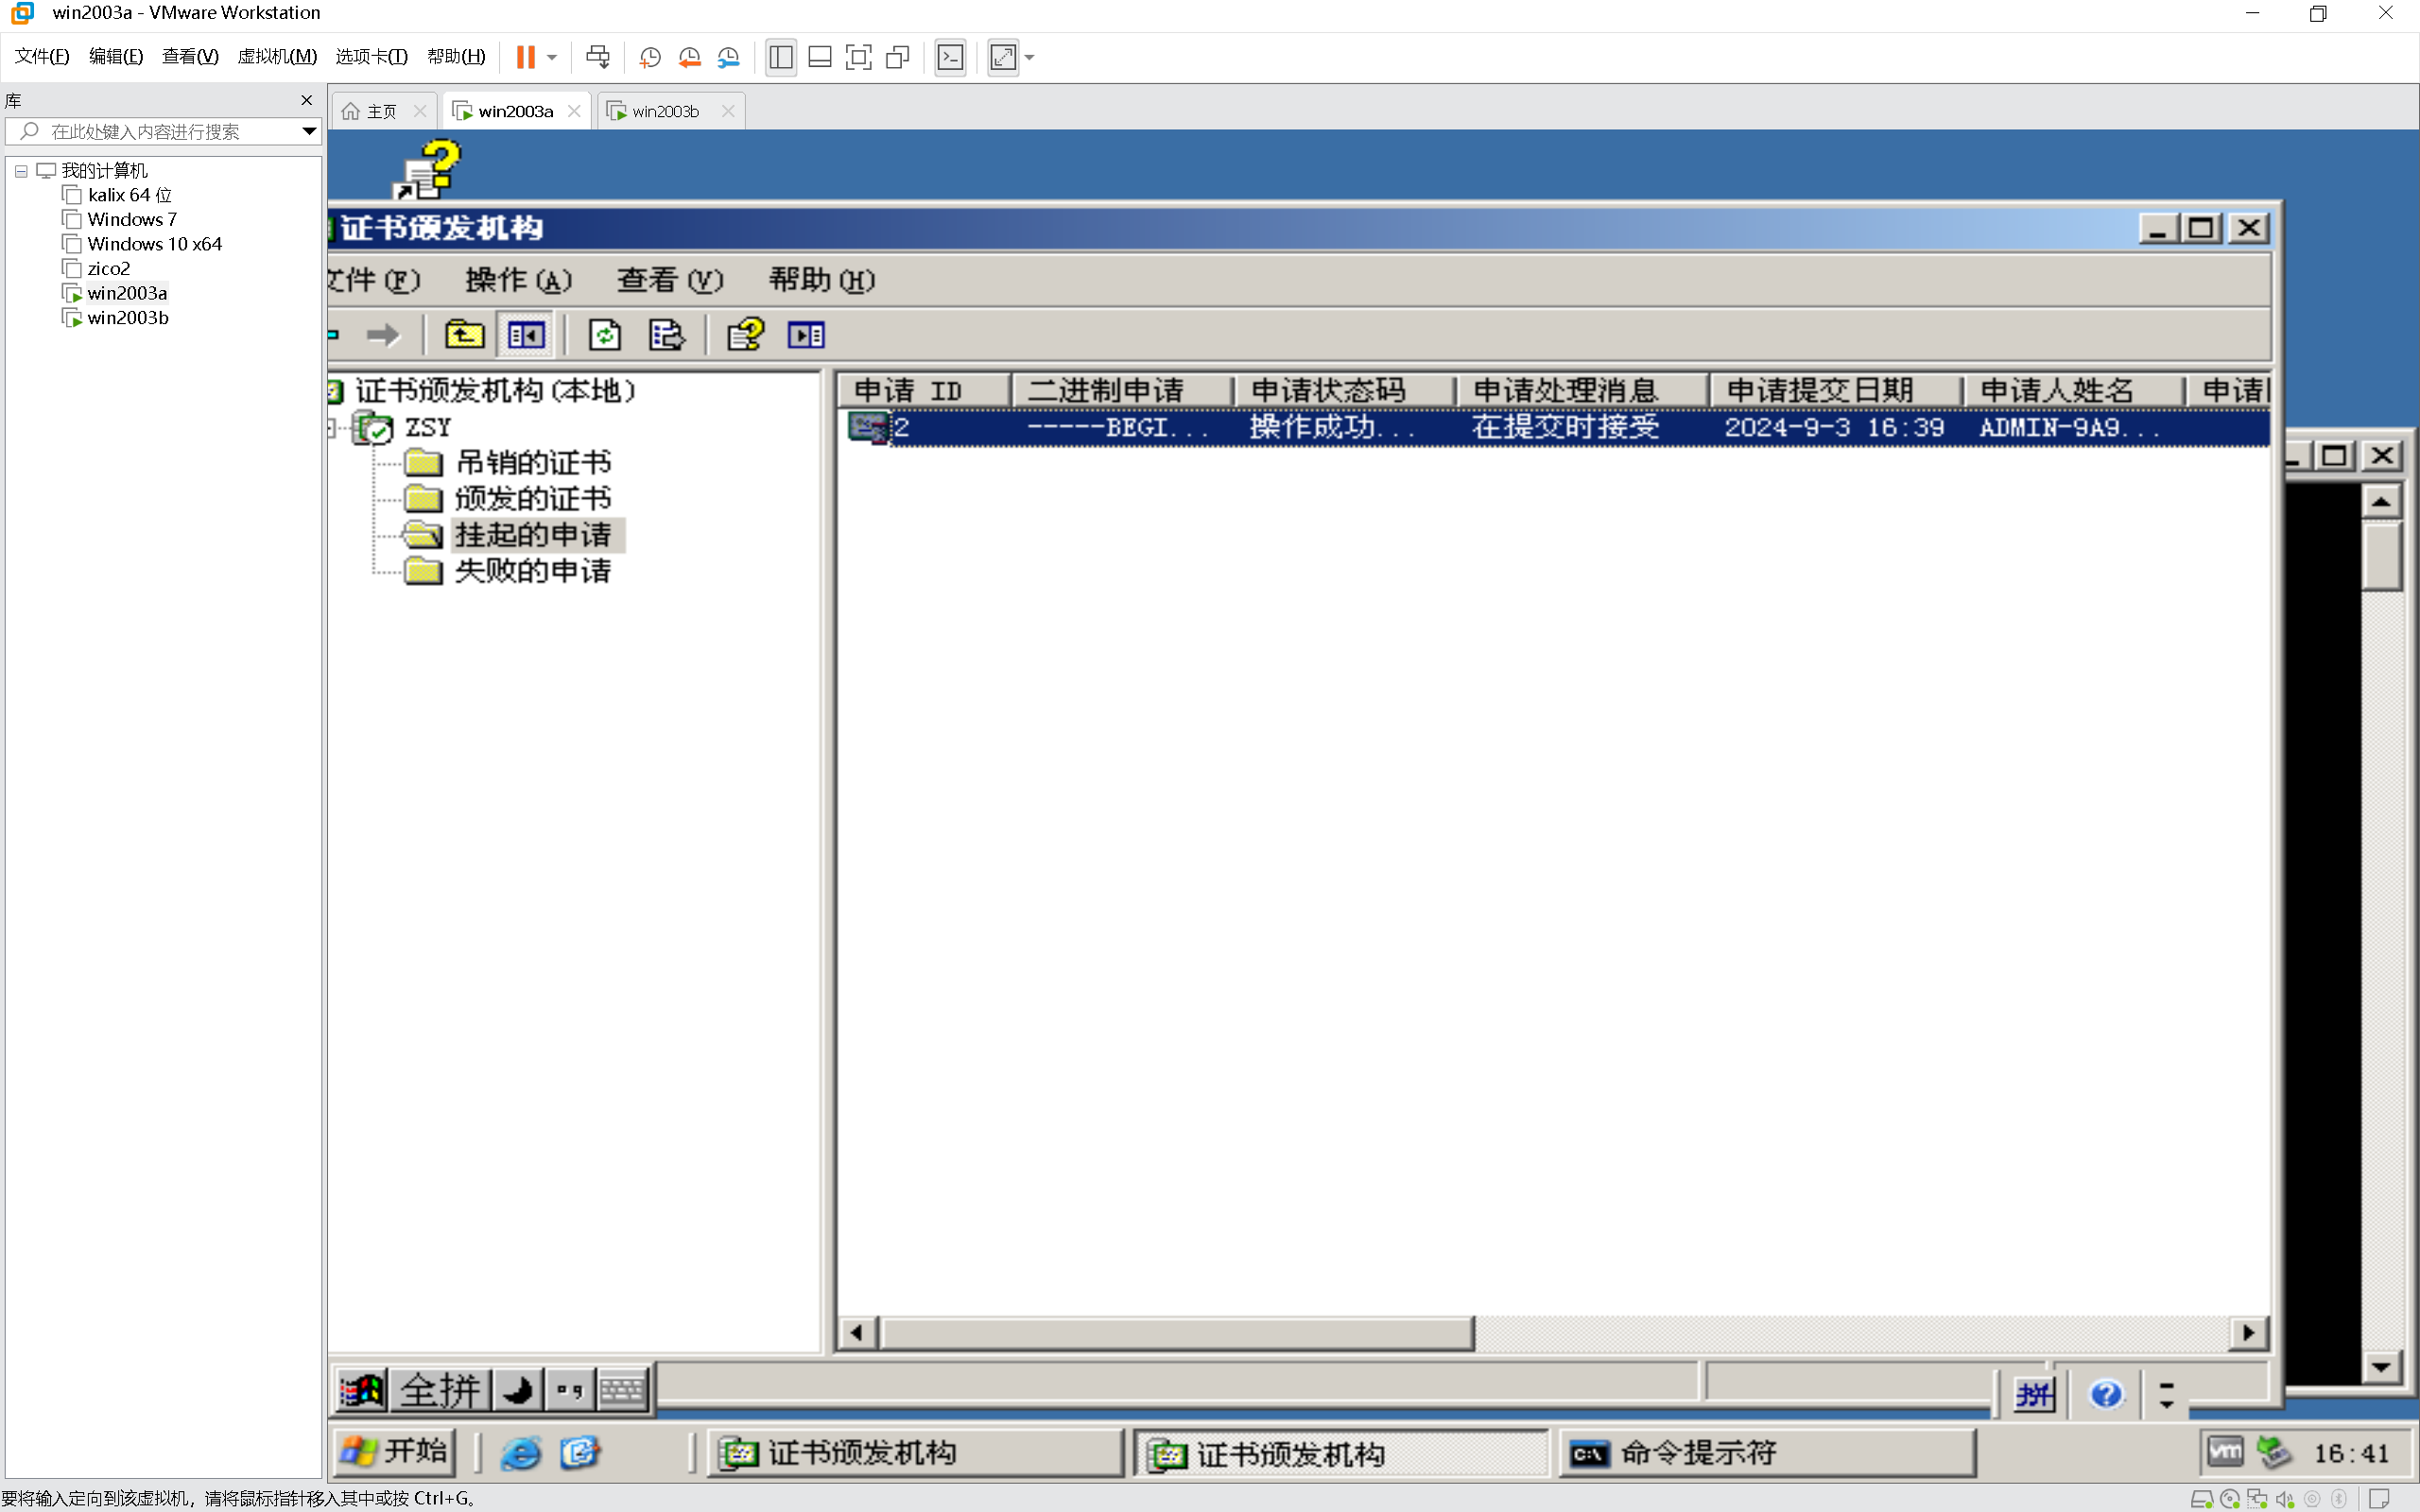 win2003a - VMware Workstation
文件(F) 编辑(E) 查看(V) 虚拟机(M) 选项卡(T) 帮助(H)
库
主页 win2003a win2003b
在此处键入内容进行搜索
我的计算机
kalix 64 位
Windows 7
Windows 10 x64
zico2
win2003a
win2003b
证书颁发机构
文件(F) 操作(A) 查看(V) 帮助(H)
证书颁发机构(本地)
ZSY
吊销的证书
颁发的证书
挂起的申请
失败的申请
申请 ID 二进制申请 申请状态码 申请处理消息 申请提交日期 申请人姓名 申请
2 -----BEGI... 操作成功... 在提交时接受 2024-9-3 16:39 ADMIN-9A9...
全拼 拼
开始 证书颁发机构 证书颁发机构 命令提示符 vm 16:41
要将输入定向到该虚拟机，请将鼠标指针移入其中或按 Ctrl+G。